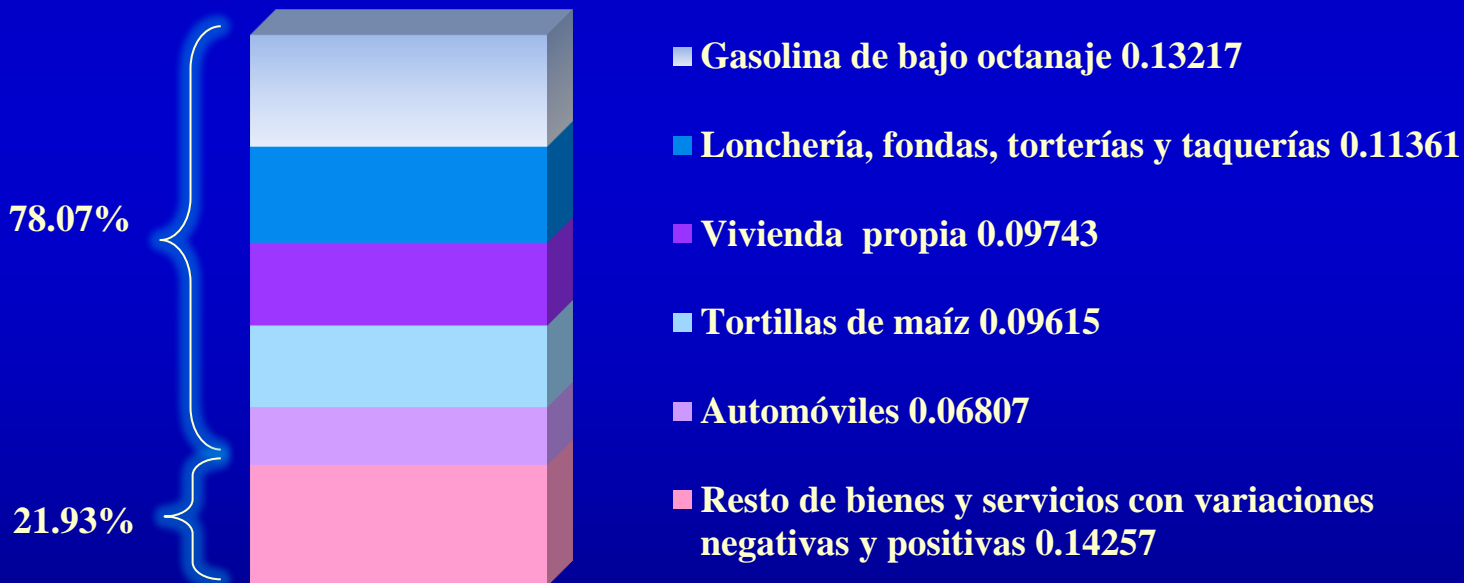 Gasolina de bajo octanaje 0.13217
Lonchería, fondas, torterías y taquerías 0.11361
78.07%
Vivienda propia 0.09743
Tortillas de maíz 0.09615
Automóviles 0.06807
21.93%
Resto de bienes y servicios con variaciones
negativas y positivas 0.14257